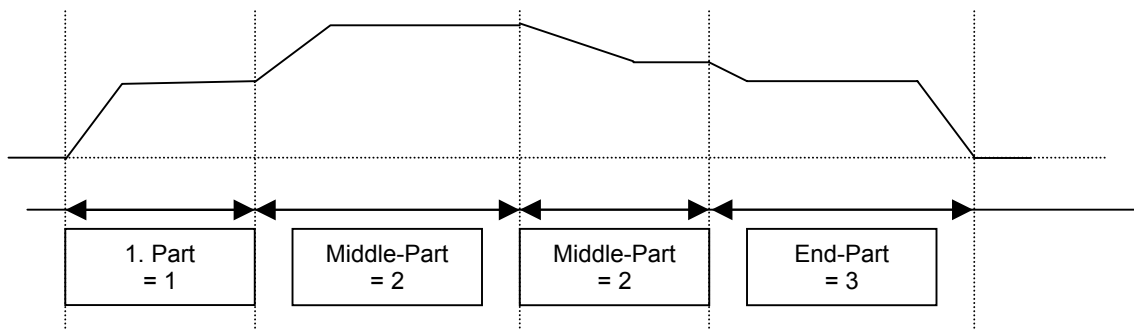 1. Part
= 1
Middle-Part
= 2
Middle-Part
= 2
End-Part
= 3